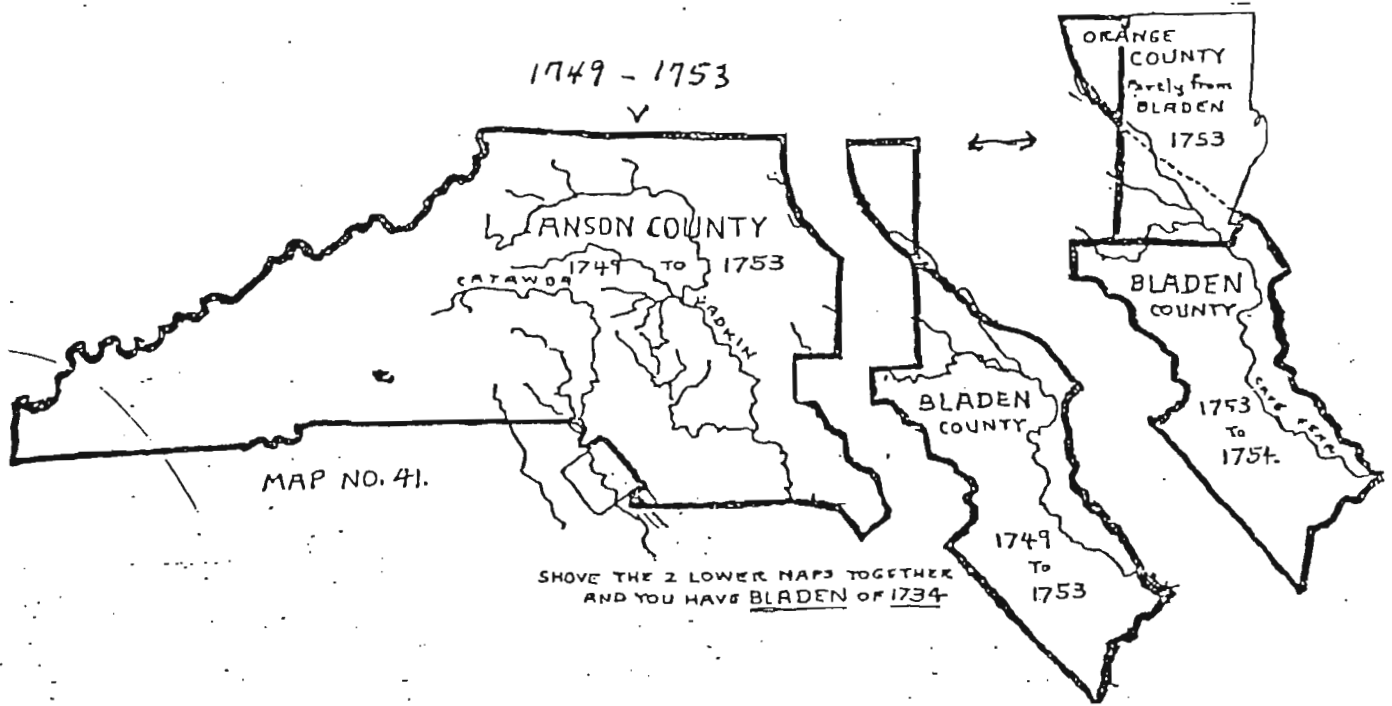 1749 - 1753
ANSON COUNTY
1749 TO 1753
CATAWBA
YADKIN
MAP NO. 41.
SHOVE THE 2 LOWER MAPS TOGETHER
AND YOU HAVE BLADEN OF 1734
BLADEN
COUNTY
1749
To
1753
ORANGE
COUNTY
Partly from
BLADEN
1753
BLADEN
COUNTY
CAPE FEAR
1753
To
1754